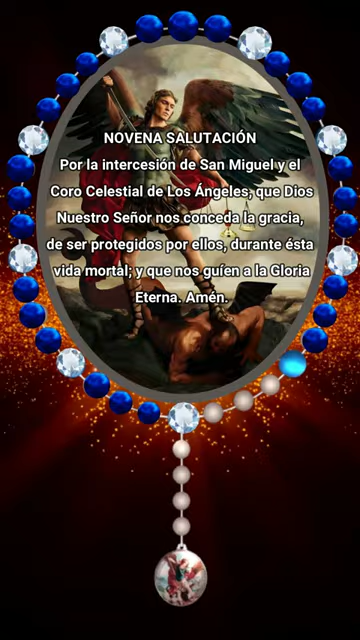 NOVENA SALUTACIÓN
Por la intercesión de San Miguel y el
Coro Celestial de Los Ángeles, que Dios
Nuestro Señor nos conceda la gracia,
de ser protegidos por ellos, durante ésta
vida mortal; y que nos guíen a la Gloria
Eterna. Amén.